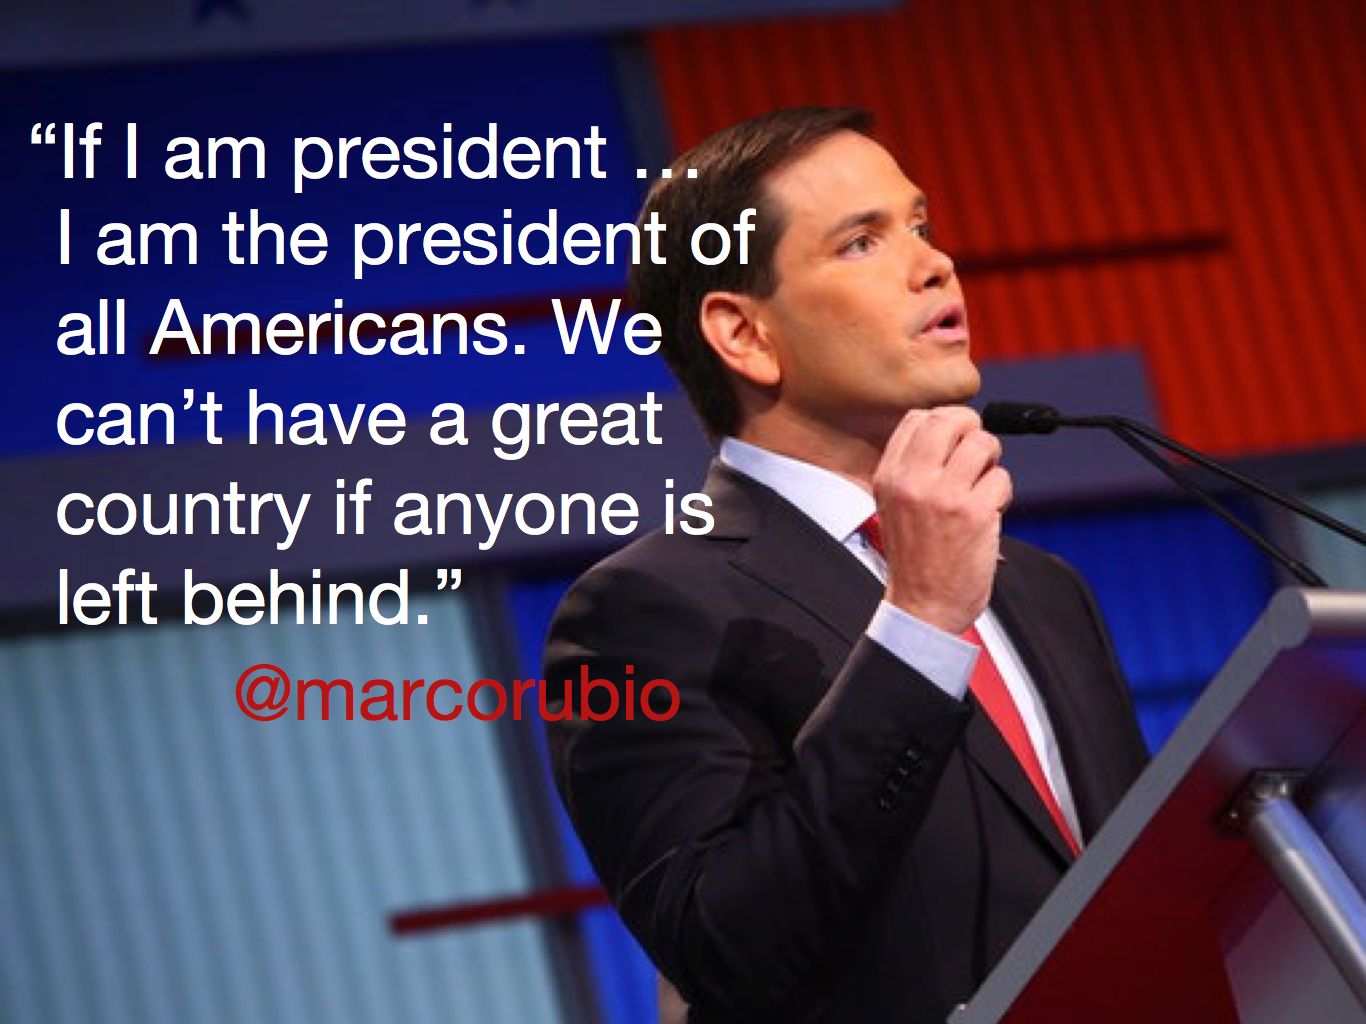 “If I am president ...
I am the president of
all Americans. We
can’t have a great
country if anyone is
left behind.”
@marcorubio